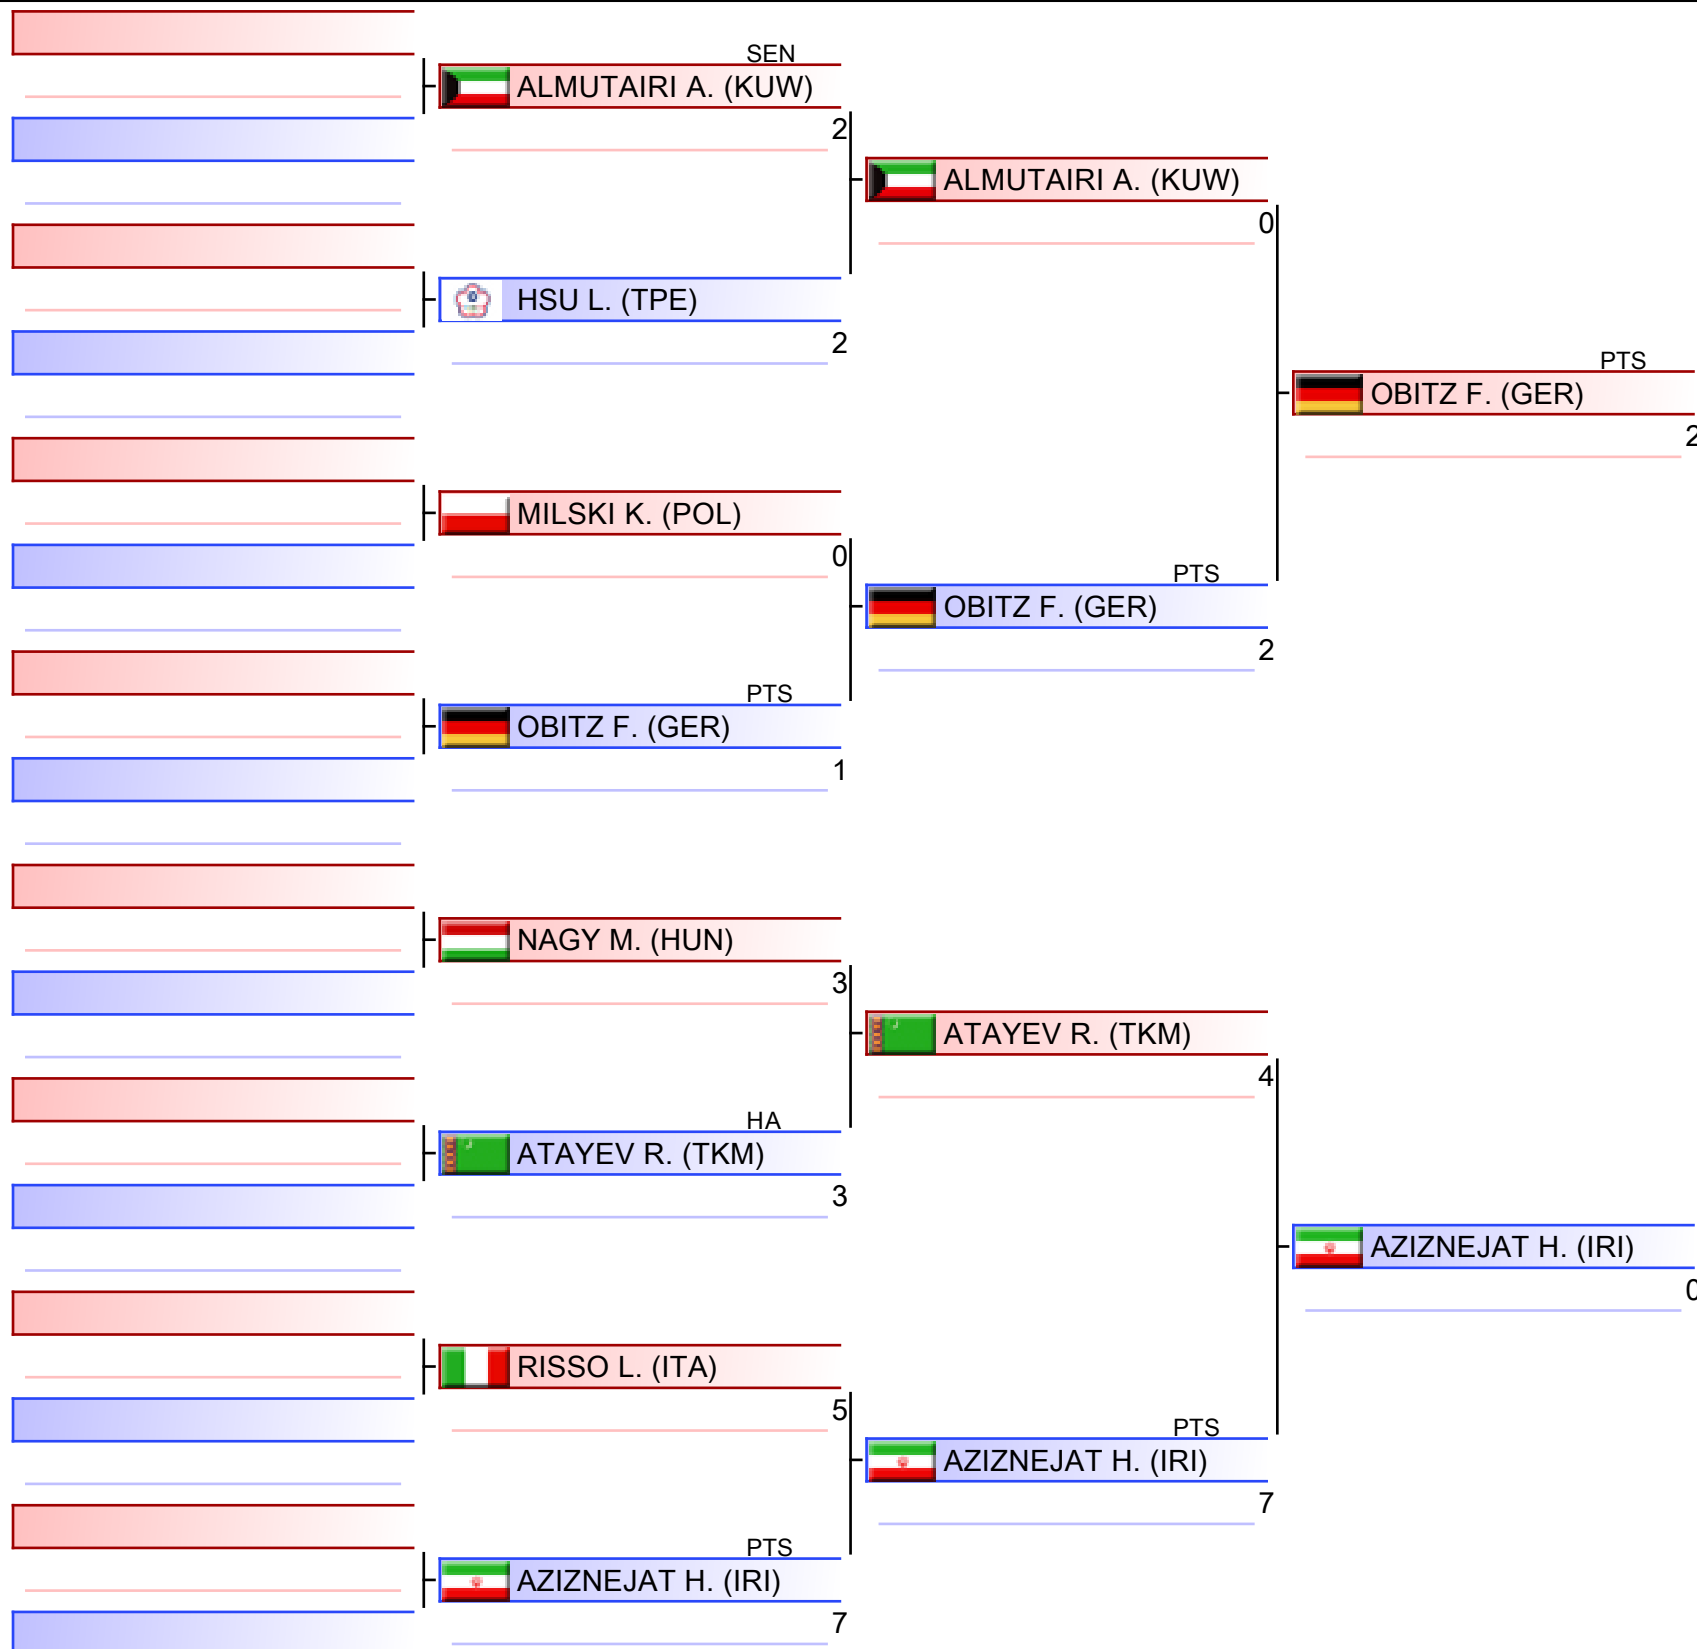 SEN
ALMUTAIRI A. (KUW)
2
HSU L. (TPE)
2
MILSKI K. (POL)
0
PTS
OBITZ F. (GER)
1
NAGY M. (HUN)
3
HA
ATAYEV R. (TKM)
3
RISSO L. (ITA)
5
PTS
AZIZNEJAT H. (IRI)
7
ALMUTAIRI A. (KUW)
0
PTS
OBITZ F. (GER)
2
ATAYEV R. (TKM)
4
PTS
AZIZNEJAT H. (IRI)
7
PTS
OBITZ F. (GER)
2
AZIZNEJAT H. (IRI)
0